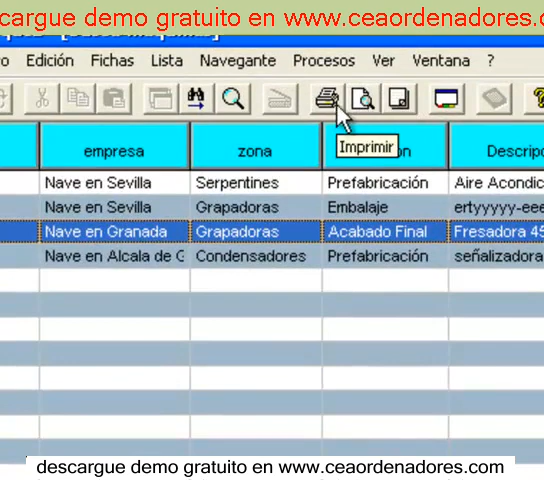 cargue demo gratuito en www.ceaordenadores.c
o Edición Fichas Lista Navegante Procesos Ver Ventana ?
Imprimir
empresa zona on Descripc
Nave en Sevilla Serpentines Prefabricación Aire Acondic
Nave en Sevilla Grapadoras Embalaje ertyyyyy-eee
Nave en Granada Grapadoras Acabado Final Fresadora 45
Nave en Alcala de G Condensadores Prefabricación señalizadora
descargue demo gratuito en www.ceaordenadores.com